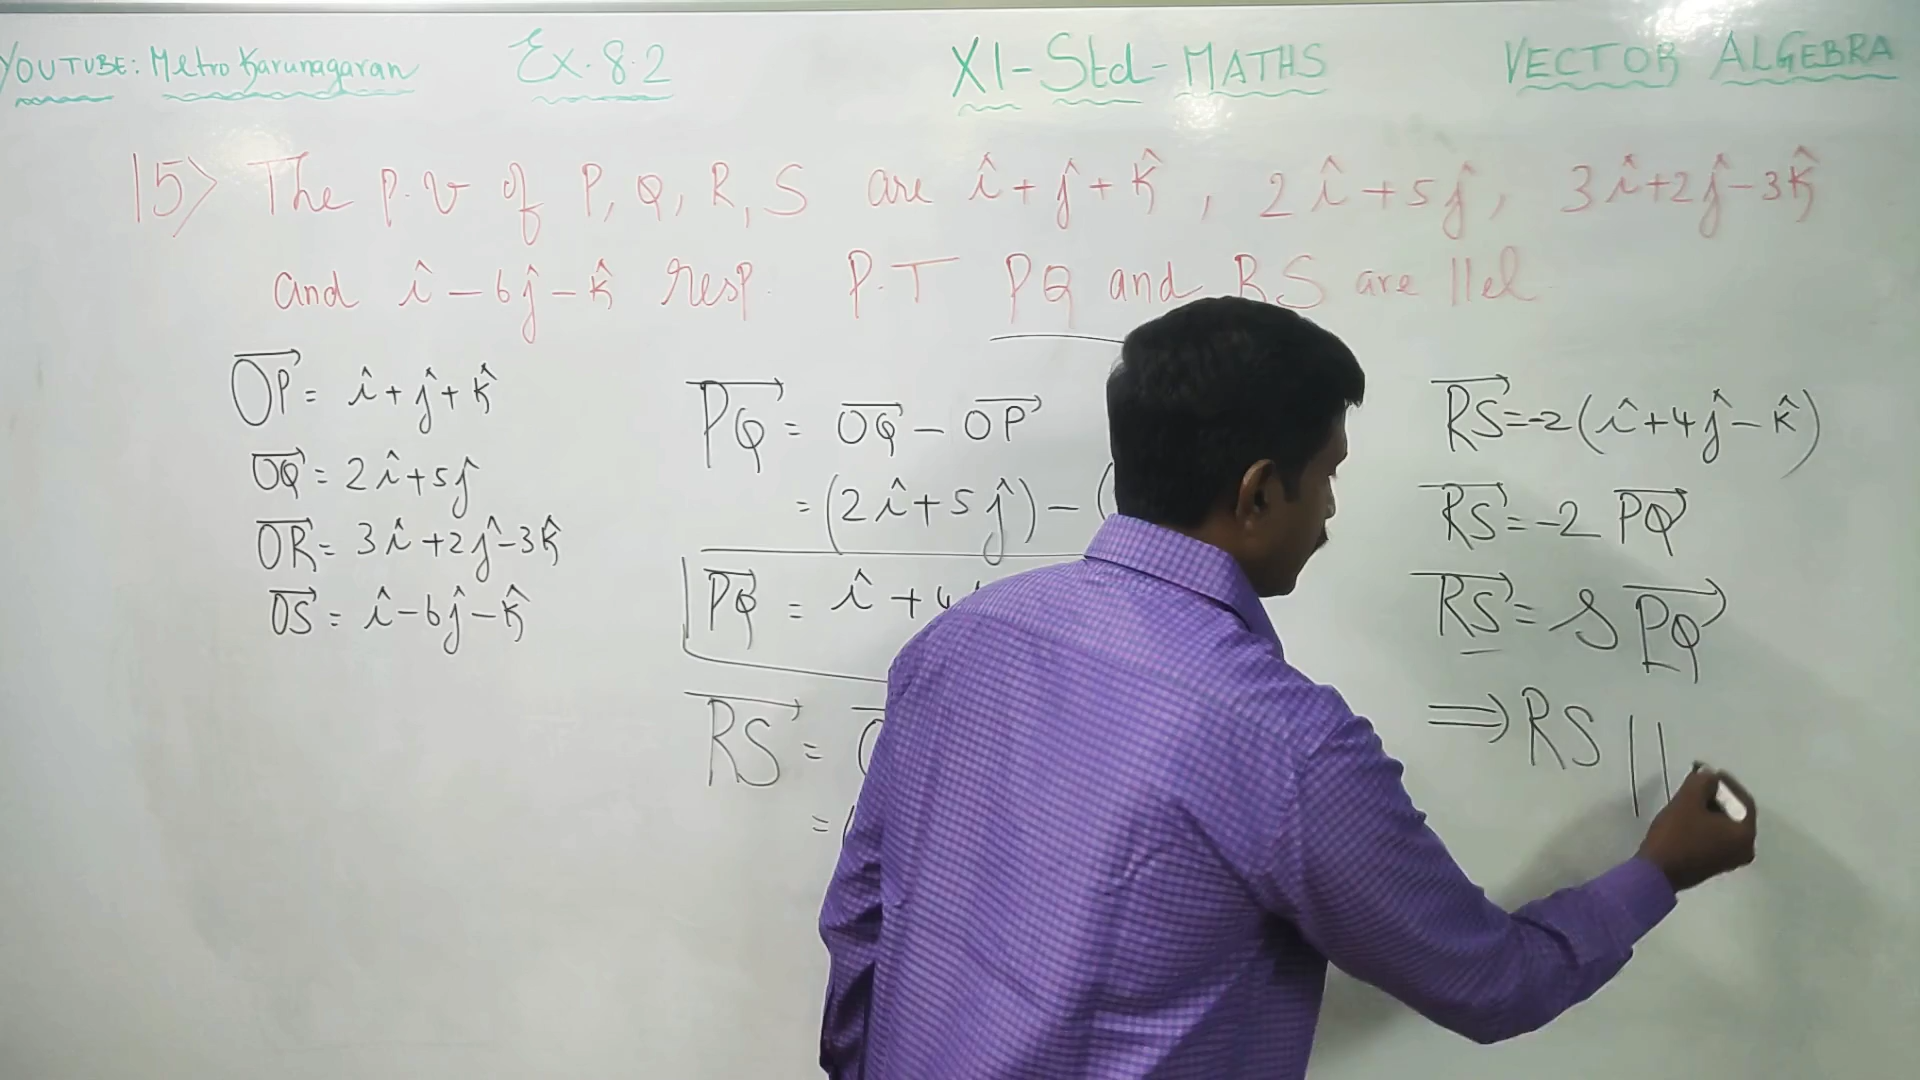 YOUTUBE: Metro Karunagaran Ex. 8.2 XI-Std-MATHS VECTOR ALGEBRA
15> The P.V of P, Q, R, S are î+ĵ+k̂, 2î+5ĵ, 3î+2ĵ-3k̂
and î-6ĵ-k̂ resp. P.T PQ and RS are ||el
→OP = î+ĵ+k̂
→OQ = 2î+5ĵ
→OR = 3î+2ĵ-3k̂
→OS = î-6ĵ-k̂
→PQ = →OQ - →OP
= (2î+5ĵ) - (
→PQ = î+4
→RS =
= (
→RS = -2(î+4ĵ-k̂)
→RS = -2 →PQ
→RS = s →PQ
⇒ RS ||